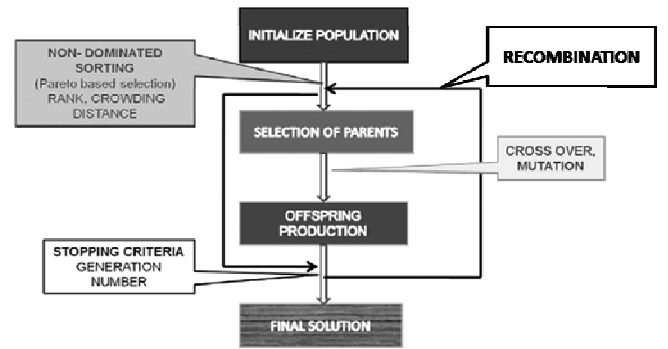 INITIALIZE POPULATION
NON- DOMINATED
SORTING
(Parelo based selection)
RANK, CROWDING
DISTANCE
RECOMBINATION
SELECTION OF PARENTS
CROSS OVER,
MUTATION
OFFSPRING
PRODUCTION
STOPPING CRITERIA
GENERATION
NUMBER
FINAL SOLUTION